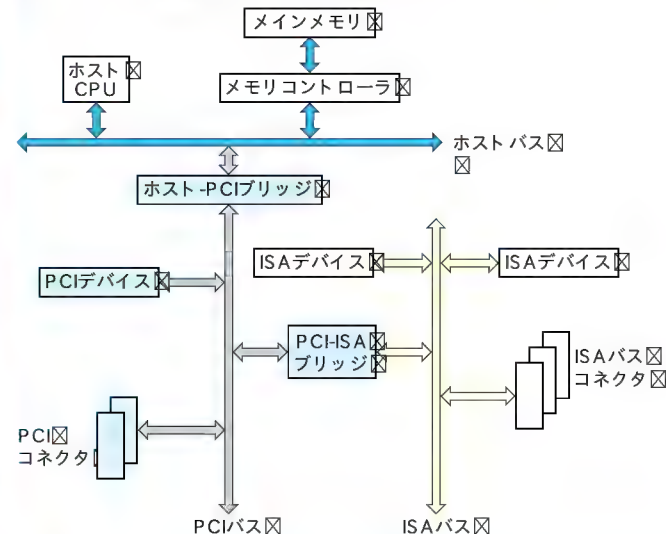 メインメモリ
ホスト
CPU
メモリコントローラ
ホストバス
ホスト-PCIブリッジ
PCIデバイス
ISAデバイス
ISAデバイス
PCI-ISA
ブリッジ
ISAバス
コネクタ
PCI
コネクタ
PCIバス
ISAバス